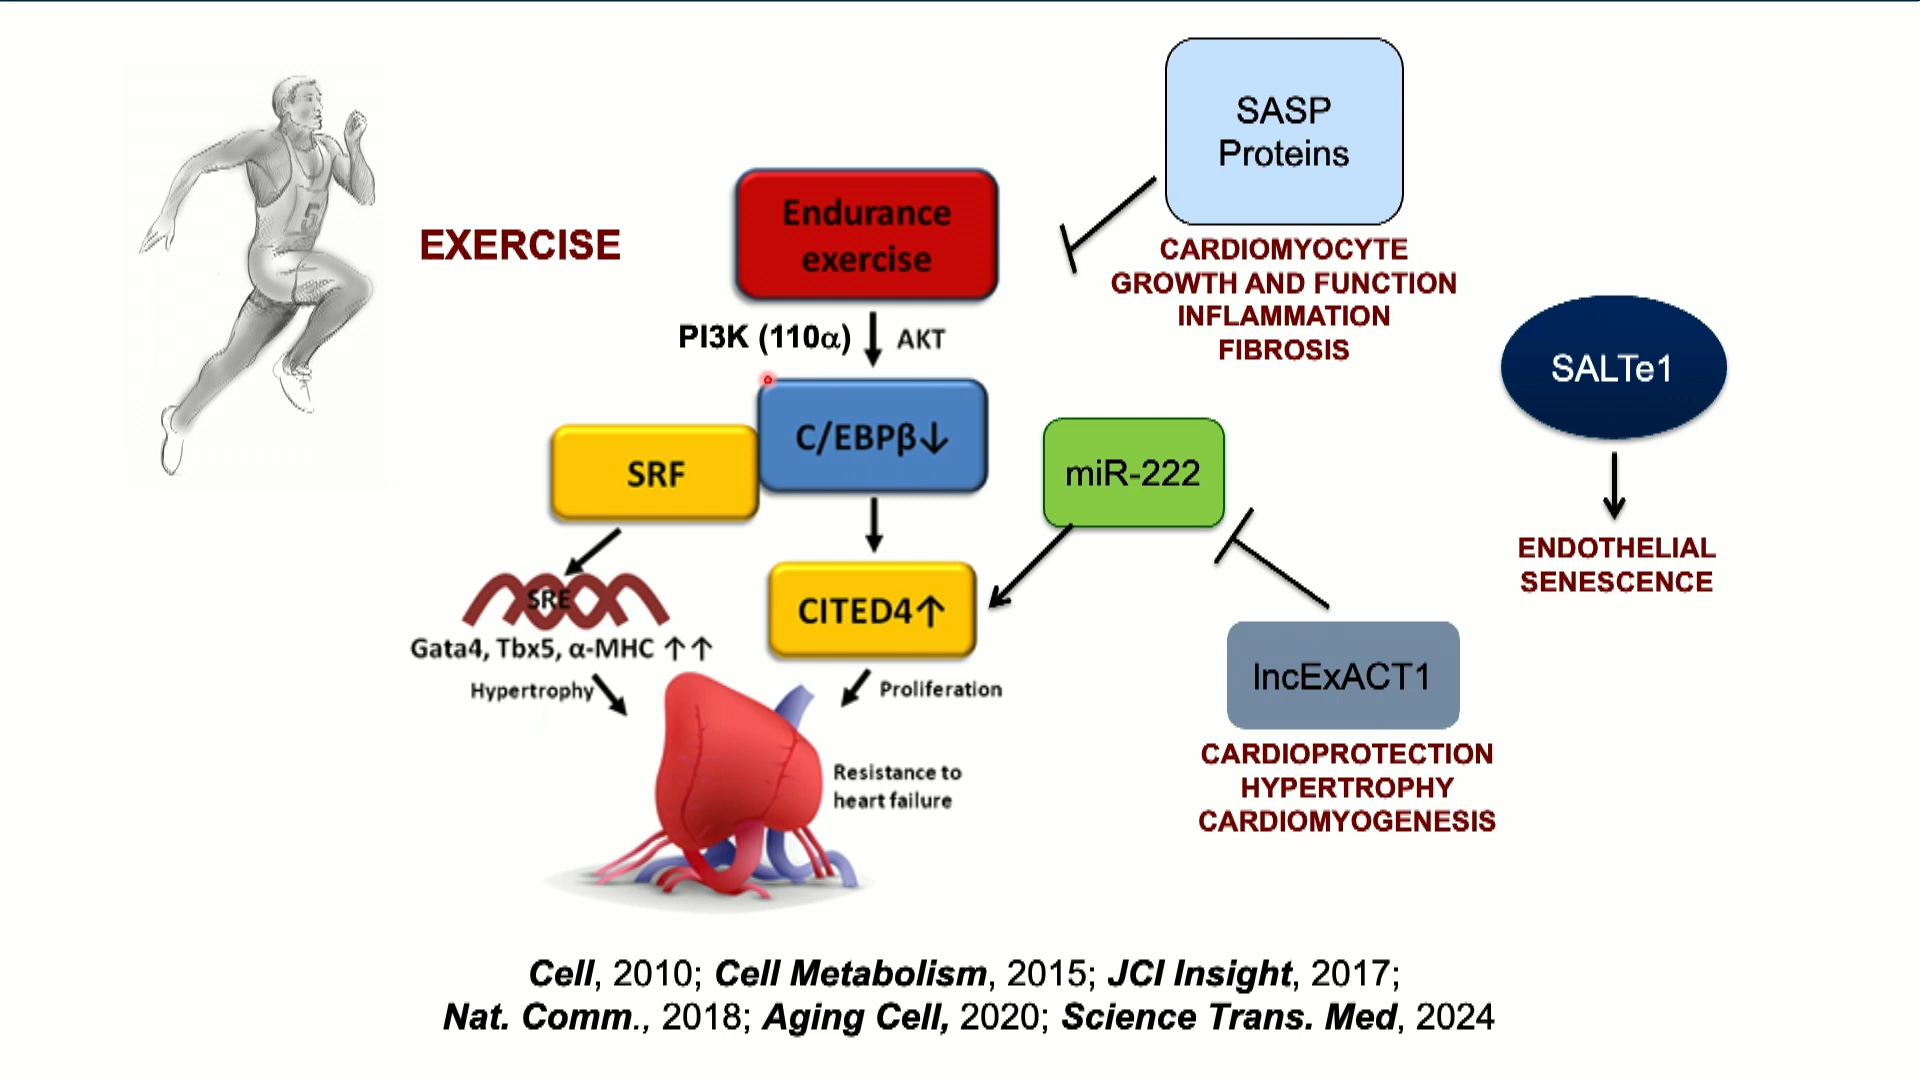 SASP
Proteins
Endurance
exercise
EXERCISE
CARDIOMYOCYTE
GROWTH AND FUNCTION
INFLAMMATION
FIBROSIS
PI3K (110α)
AKT
SALTe1
C/EBPβ↓
SRF
miR-222
ENDOTHELIAL
SENESCENCE
SRE
CITED4↑
Gata4, Tbx5, α-MHC ↑↑
Hypertrophy
Proliferation
lncExACT1
Resistance to
heart failure
CARDIOPROTECTION
HYPERTROPHY
CARDIOMYOGENESIS
Cell, 2010; Cell Metabolism, 2015; JCI Insight, 2017;
Nat. Comm., 2018; Aging Cell, 2020; Science Trans. Med, 2024
5